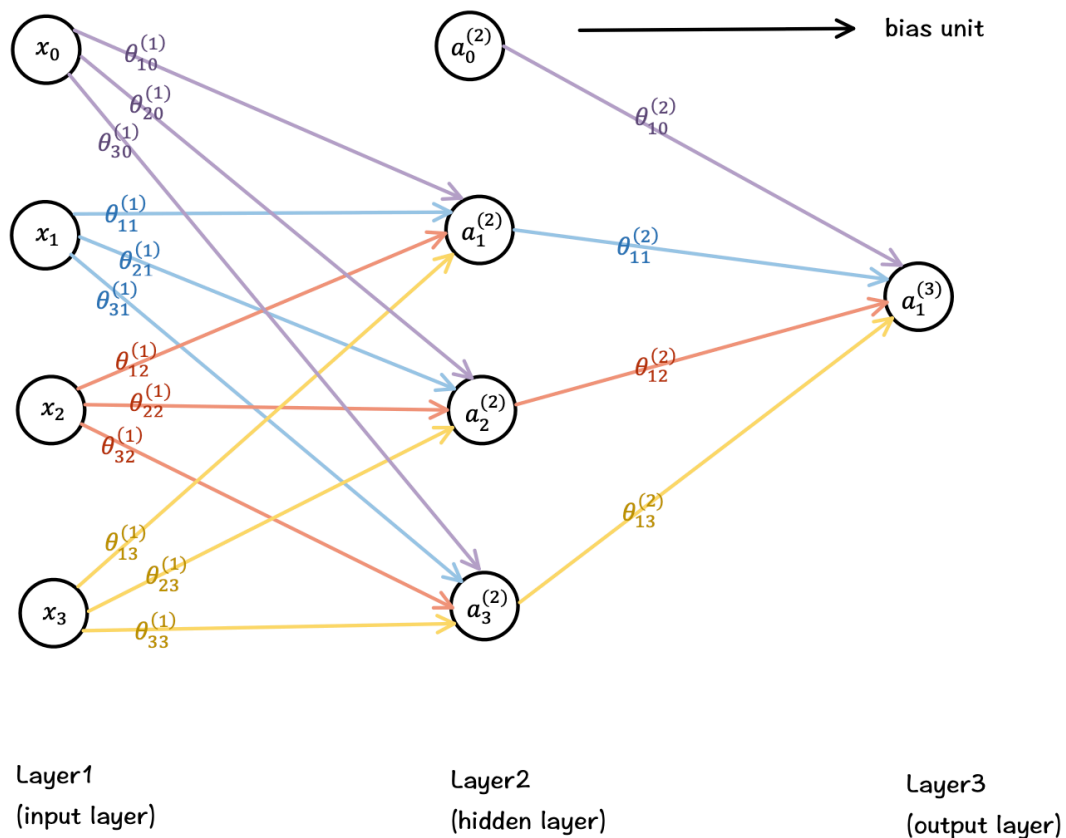 x₀
a₀⁽²⁾
bias unit
θ₁₀⁽¹⁾
θ₂₀⁽¹⁾
θ₃₀⁽¹⁾
θ₁₀⁽²⁾
x₁
θ₁₁⁽¹⁾
θ₂₁⁽¹⁾
θ₃₁⁽¹⁾
a₁⁽²⁾
θ₁₁⁽²⁾
a₁⁽³⁾
x₂
θ₁₂⁽¹⁾
θ₂₂⁽¹⁾
θ₃₂⁽¹⁾
a₂⁽²⁾
θ₁₂⁽²⁾
x₃
θ₁₃⁽¹⁾
θ₂₃⁽¹⁾
θ₃₃⁽¹⁾
a₃⁽²⁾
θ₁₃⁽²⁾
Layer1
(input layer)
Layer2
(hidden layer)
Layer3
(output layer)